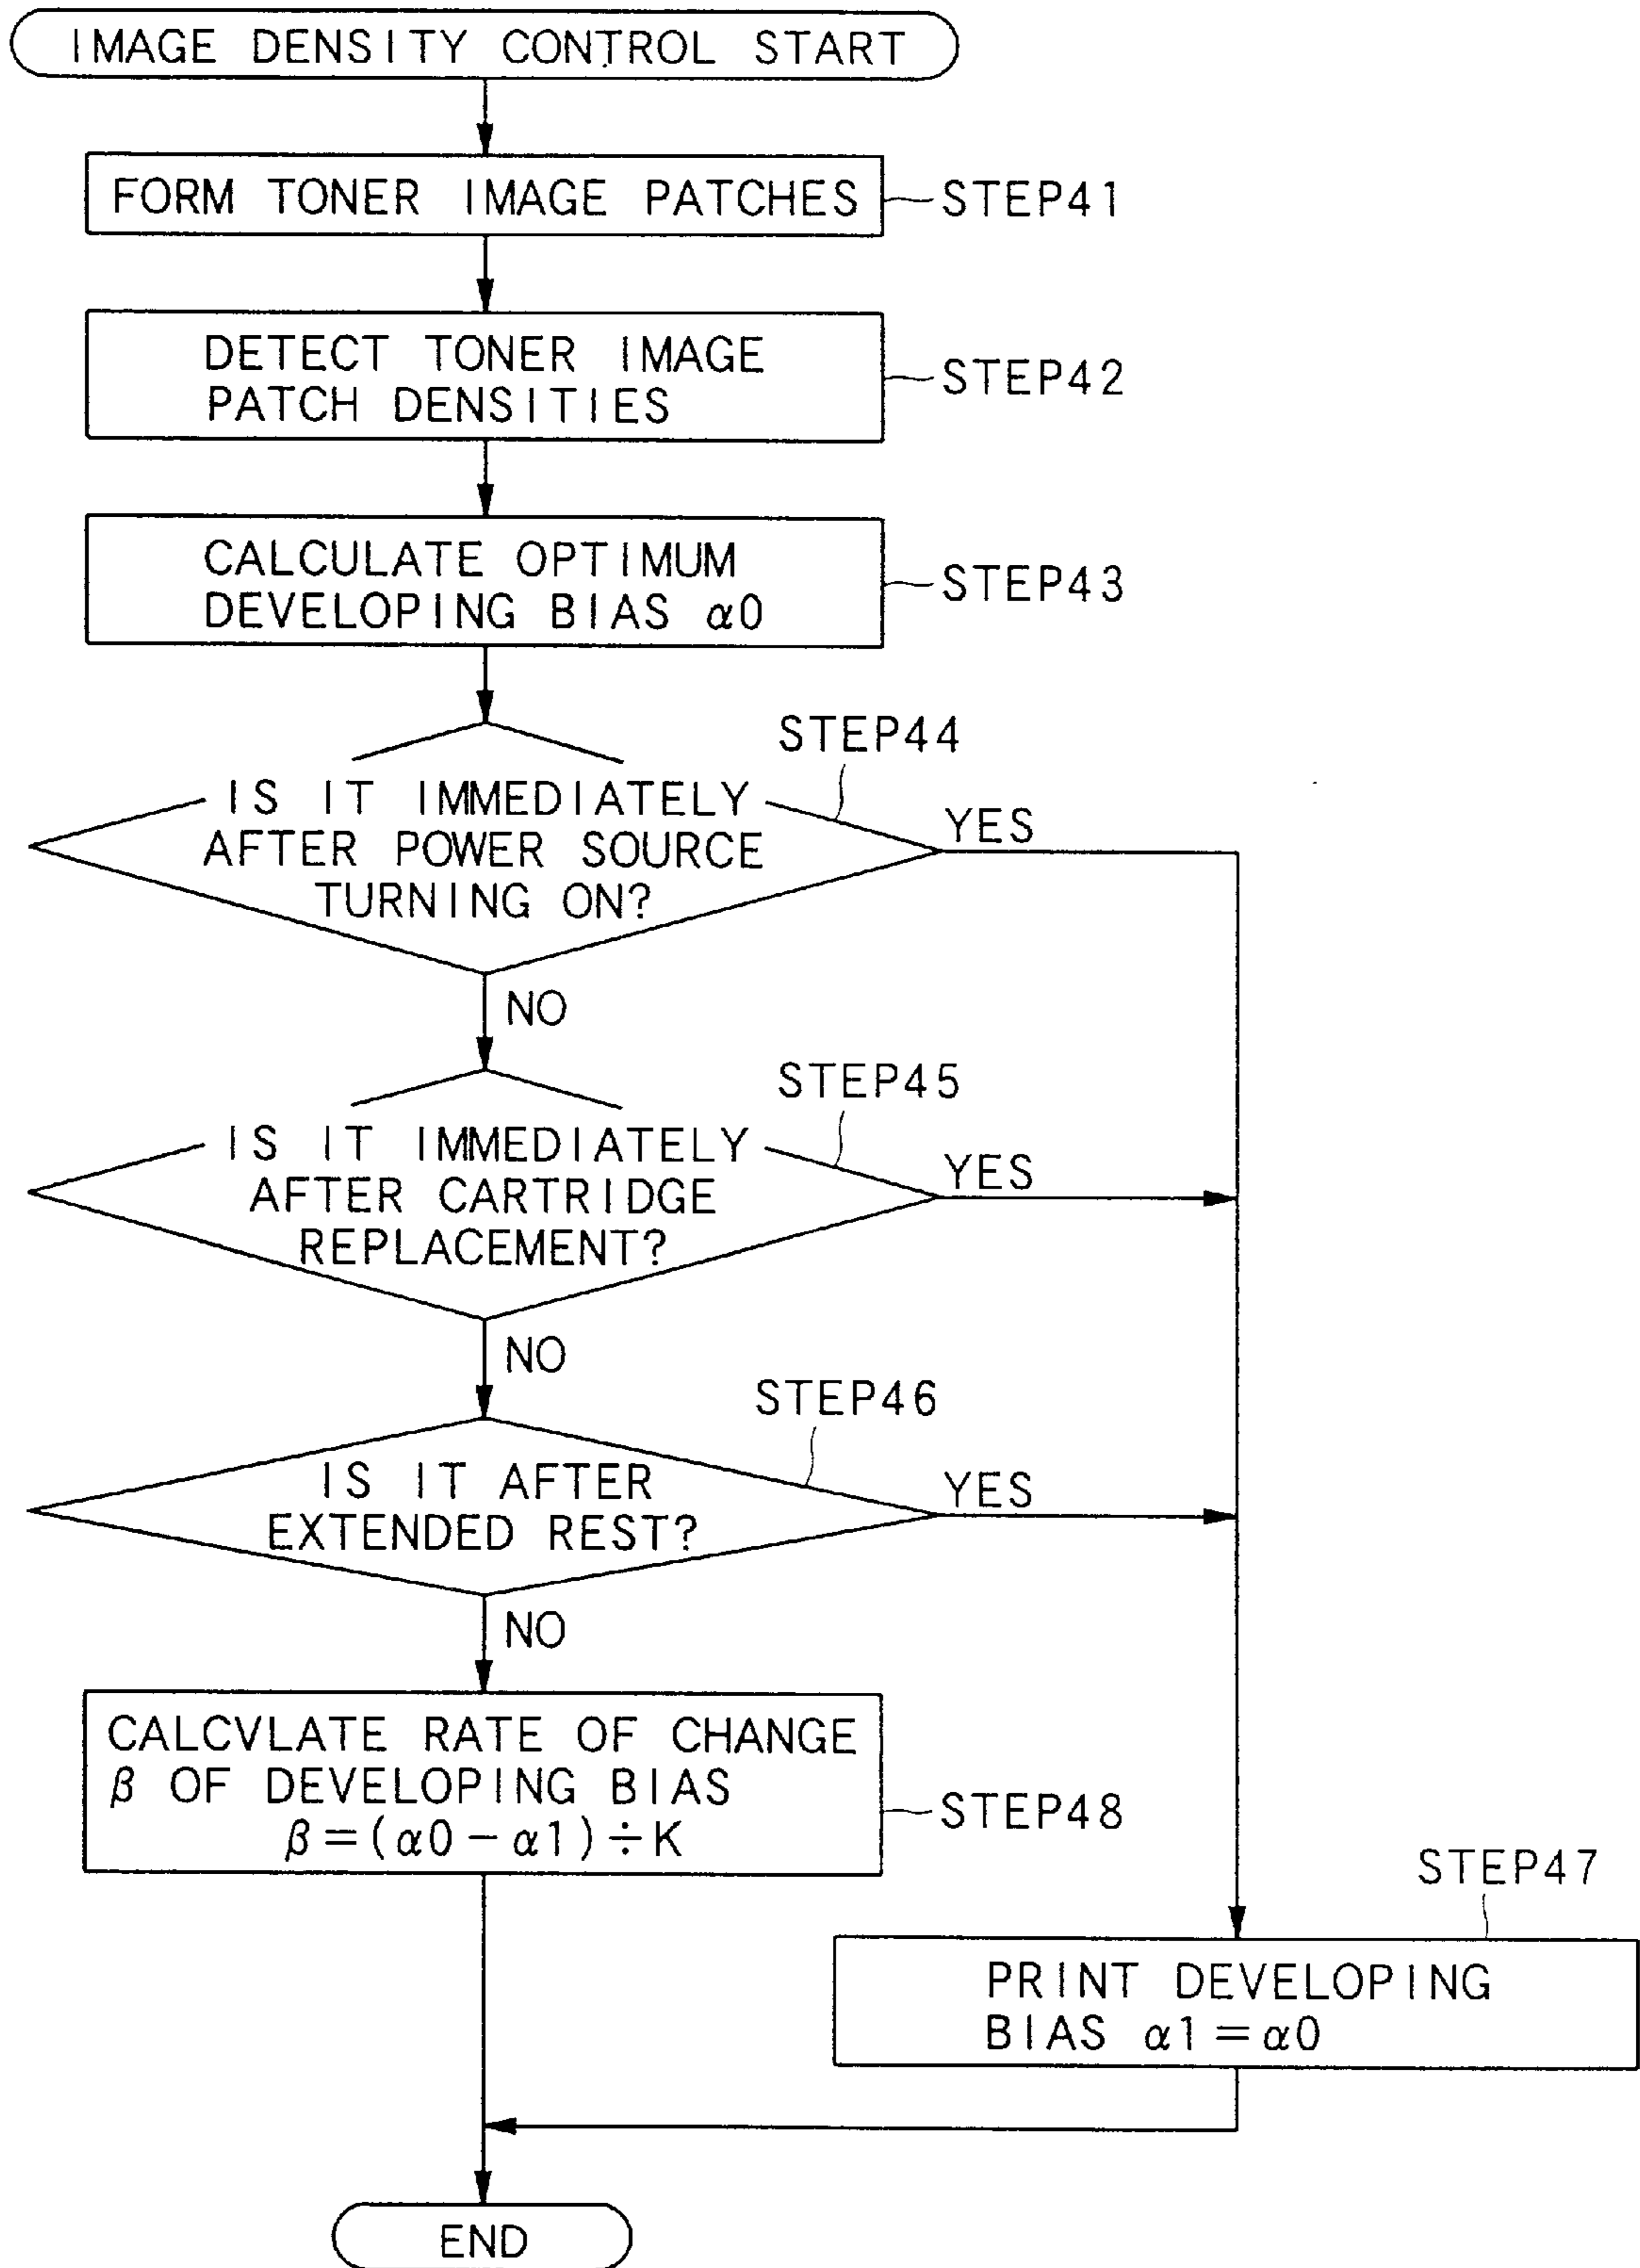 IMAGE DENSITY CONTROL START
FORM TONER IMAGE PATCHES
STEP41
DETECT TONER IMAGE
PATCH DENSITIES
STEP42
CALCULATE OPTIMUM
DEVELOPING BIAS α0
STEP43
STEP44
IS IT IMMEDIATELY
AFTER POWER SOURCE
TURNING ON?
YES
NO
STEP45
IS IT IMMEDIATELY
AFTER CARTRIDGE
REPLACEMENT?
YES
NO
STEP46
IS IT AFTER
EXTENDED REST?
YES
NO
CALCVLATE RATE OF CHANGE
β OF DEVELOPING BIAS
β=(α0-α1)÷K
STEP48
STEP47
PRINT DEVELOPING
BIAS α1=α0
END